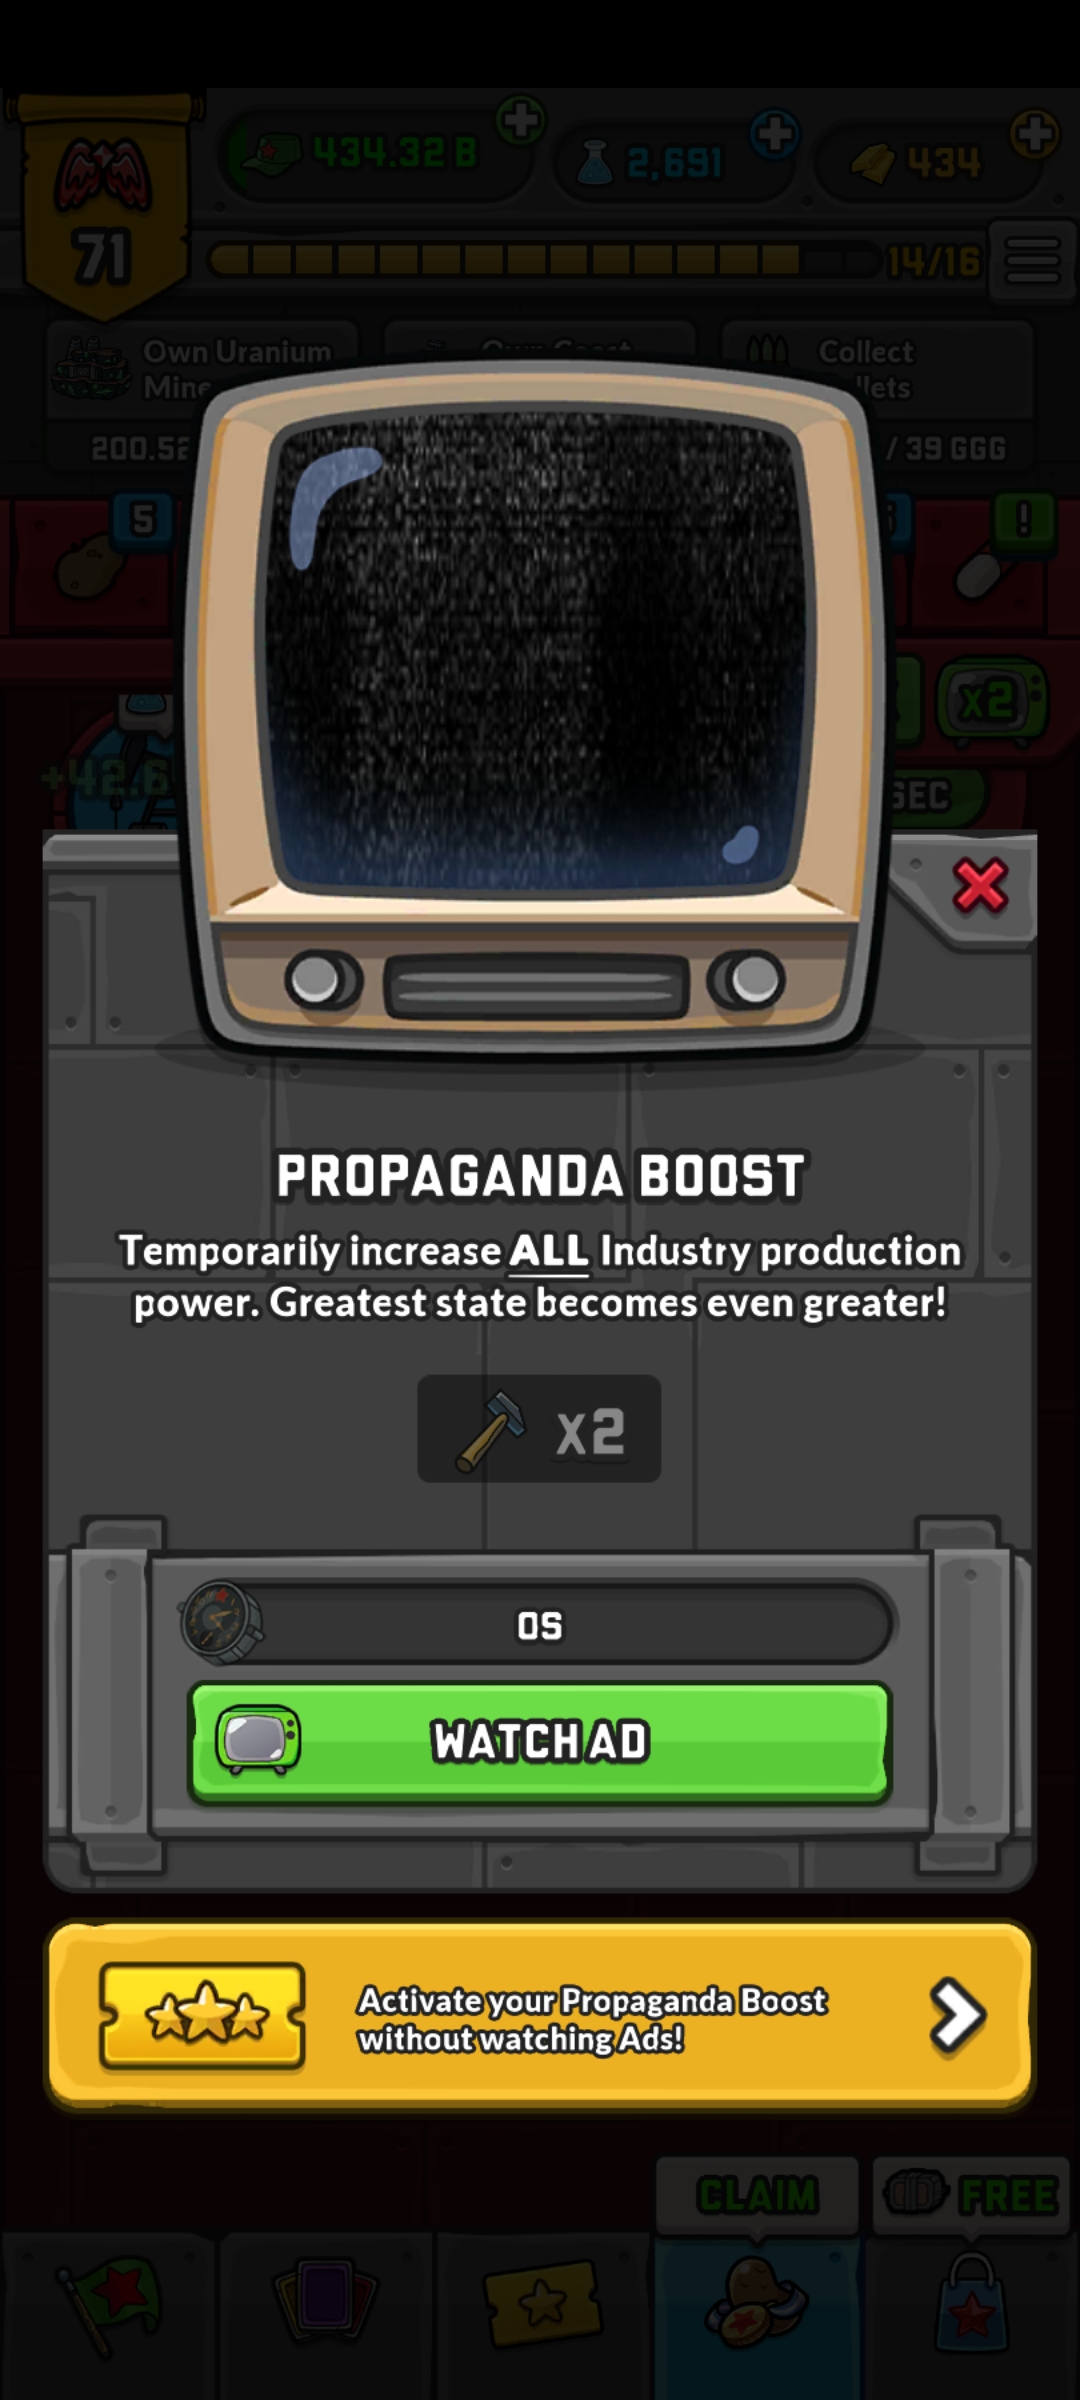 434.32 B
2,691
434
71
14/16
Own Uranium
Mine
Collect
200.52
/ 39 GGG
5
!
x2
+42.6
SEC
PROPAGANDA BOOST
Temporarily increase ALL Industry production
power. Greatest state becomes even greater!
X2
0S
WATCH AD
Activate your Propaganda Boost
without watching Ads!
CLAIM
FREE